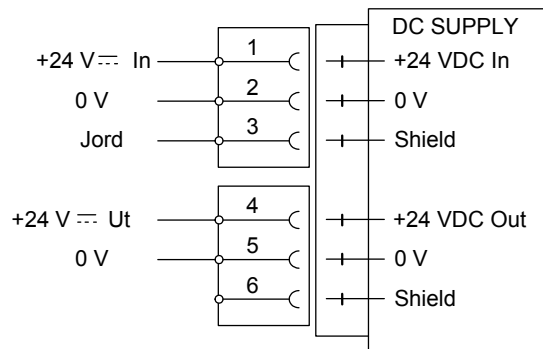 DC SUPPLY
+24 V ⎓ In 1 +24 VDC In
0 V 2 0 V
Jord 3 Shield
+24 V ⎓ Ut 4 +24 VDC Out
0 V 5 0 V
6 Shield